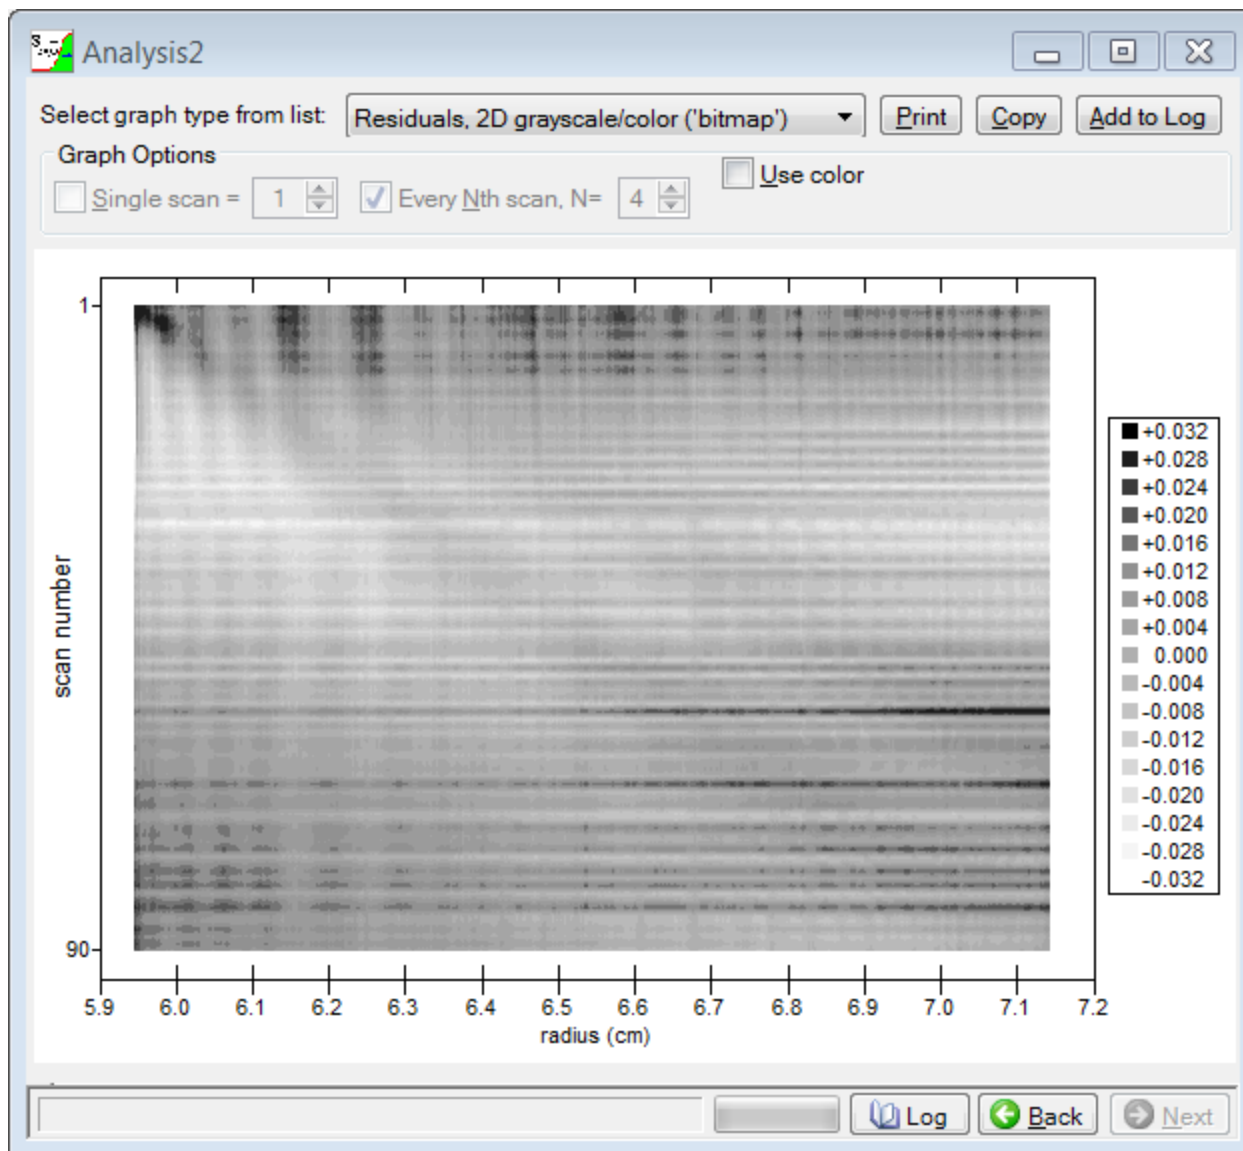 Analysis2
Select graph type from list: Residuals, 2D grayscale/color ('bitmap') Print Copy Add to Log
Graph Options
Single scan = 1 Every Nth scan, N= 4 Use color
1
scan number
90
5.9 6.0 6.1 6.2 6.3 6.4 6.5 6.6 6.7 6.8 6.9 7.0 7.1 7.2
radius (cm)
+0.032
+0.028
+0.024
+0.020
+0.016
+0.012
+0.008
+0.004
0.000
-0.004
-0.008
-0.012
-0.016
-0.020
-0.024
-0.028
-0.032
Log Back Next